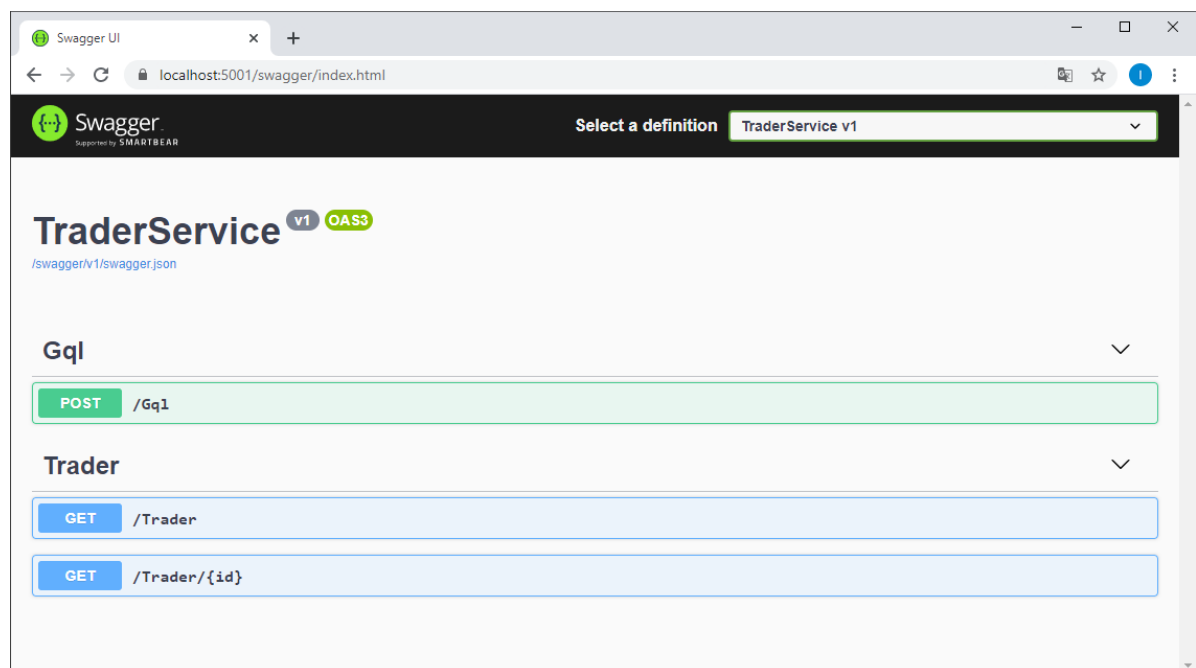 Swagger UI
localhost:5001/swagger/index.html
I
Swagger.
Supported by SMARTBEAR
Select a definition
TraderService v1
TraderService v1 OAS3
/swagger/v1/swagger.json
Gql
POST /Gql
Trader
GET /Trader
GET /Trader/{id}